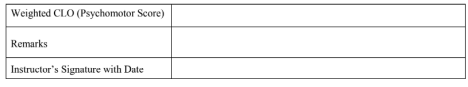 Weighted CLO (Psychomotor Score)
Remarks
Instructor's Signature with Date